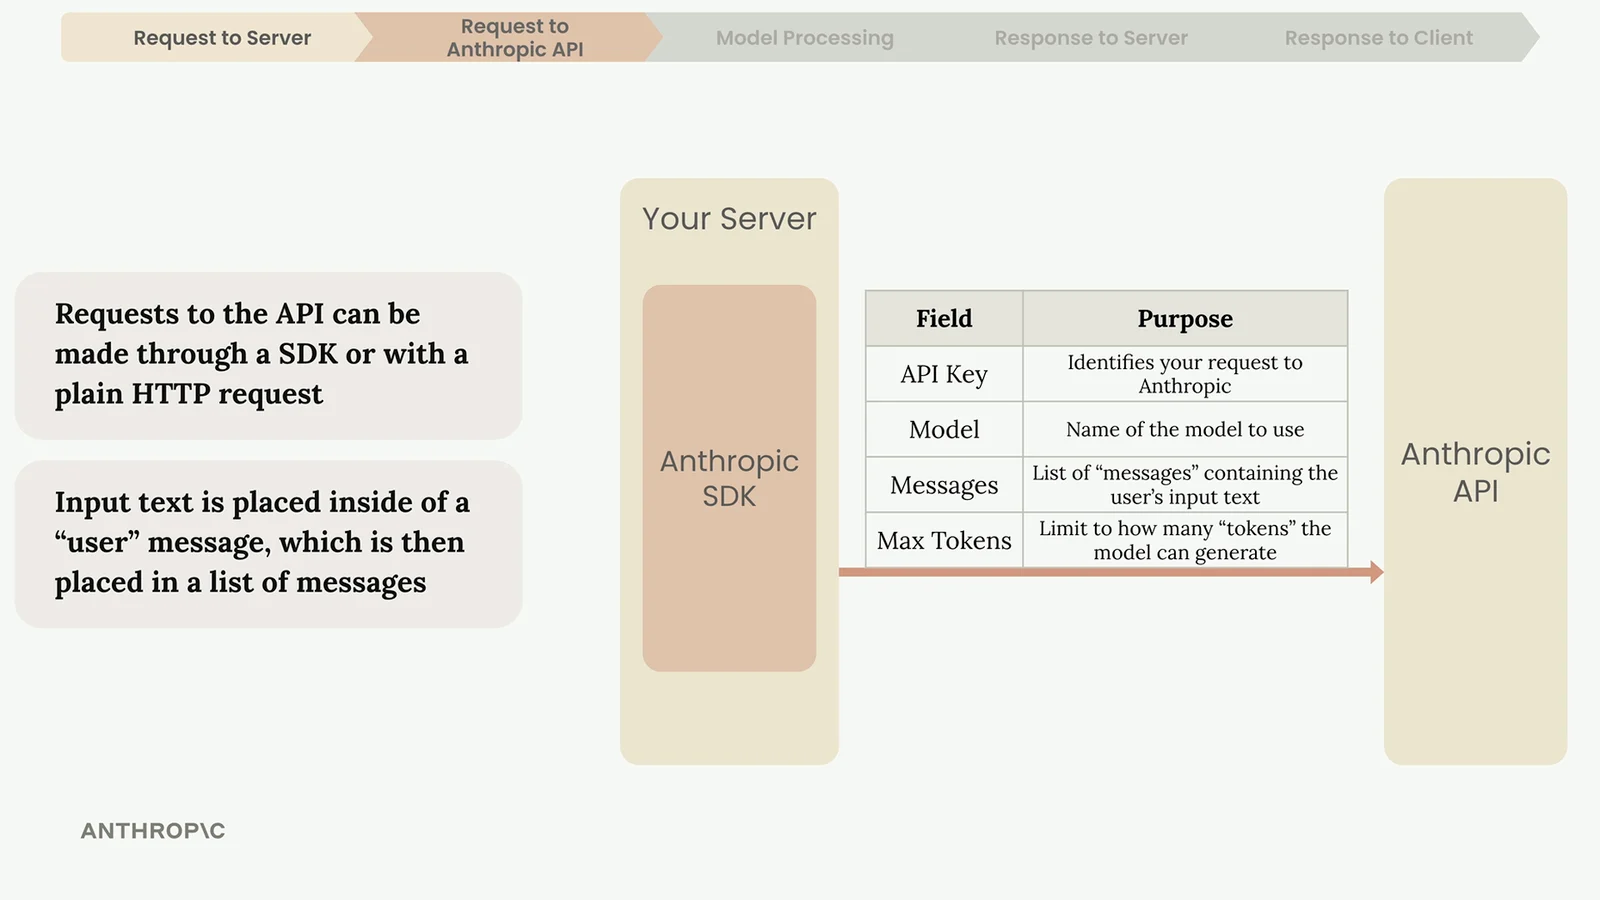 Request to Server
Request to
Anthropic API
Model Processing
Response to Server
Response to Client
Requests to the API can be
made through a SDK or with a
plain HTTP request
Input text is placed inside of a
“user” message, which is then
placed in a list of messages
Your Server
Anthropic
SDK
Field
Purpose
API Key
Identifies your request to
Anthropic
Model
Name of the model to use
Messages
List of “messages” containing the
user’s input text
Max Tokens
Limit to how many “tokens” the
model can generate
Anthropic
API
ANTHROP\C